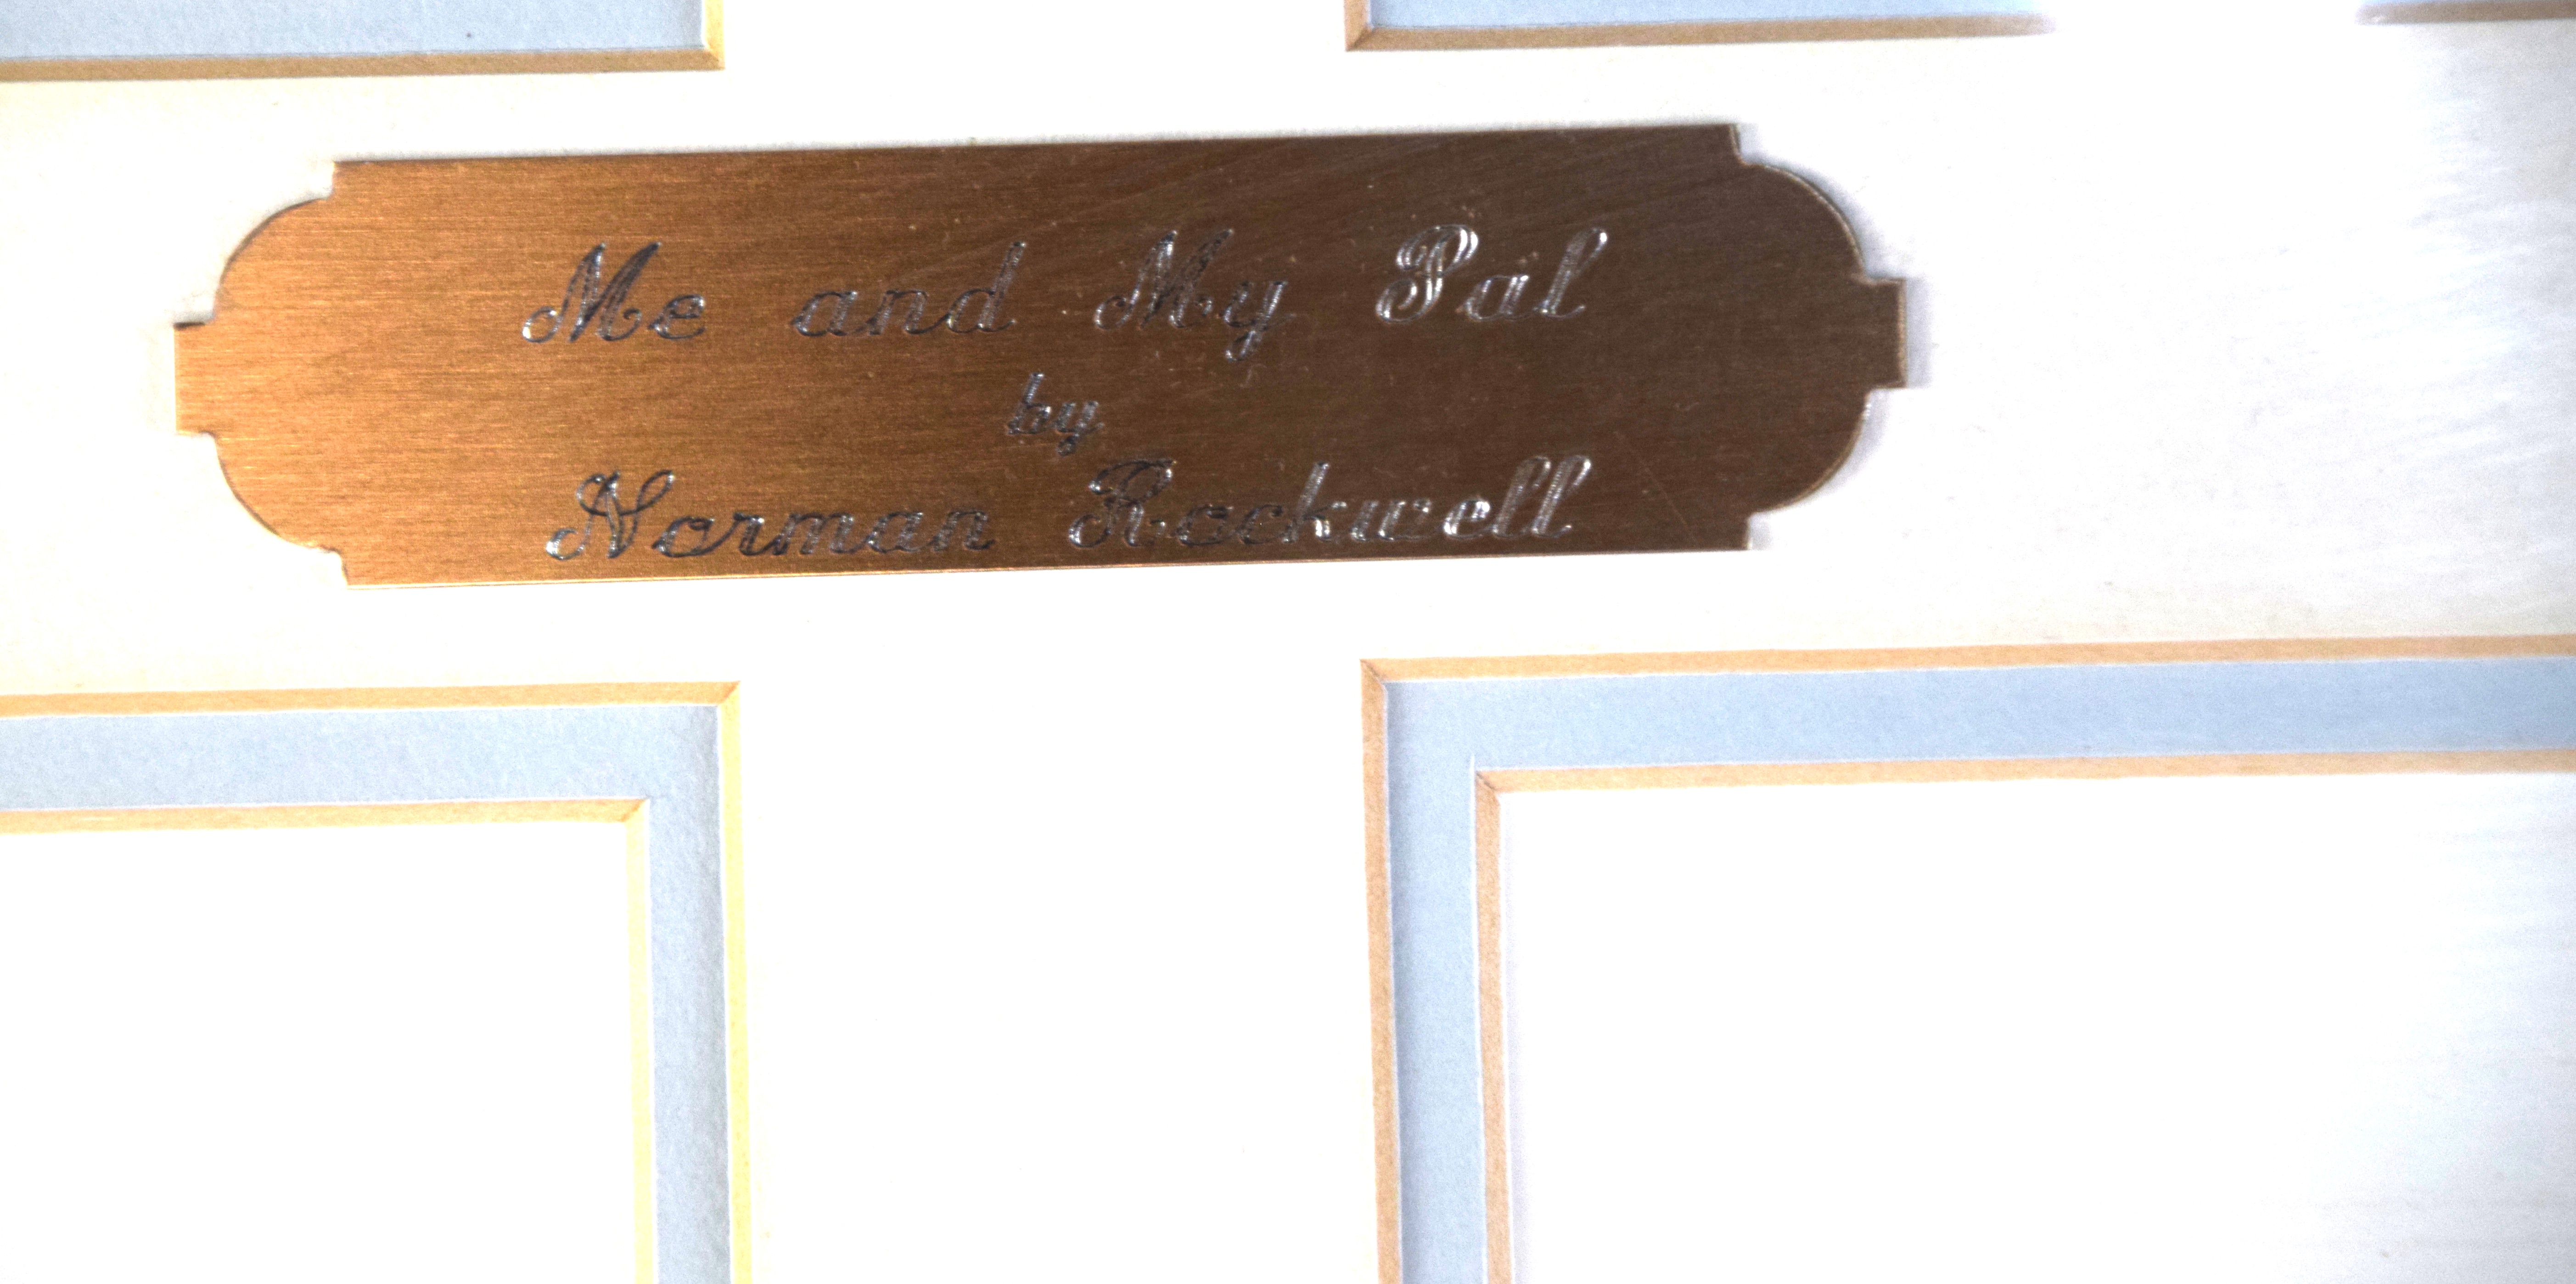 Me and My Pal
by
Norman Rockwell